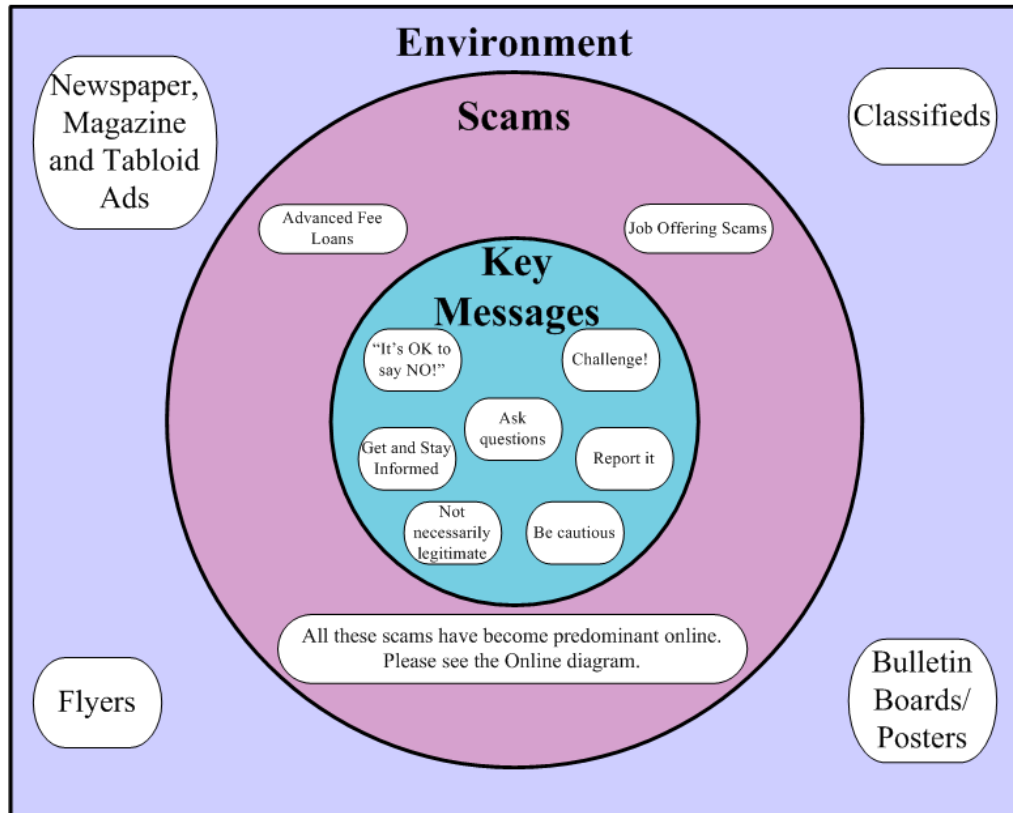 Environment
Newspaper,
Magazine
and Tabloid
Ads
Classifieds
Scams
Advanced Fee
Loans
Job Offering Scams
Key
Messages
“It’s OK to
say NO!”
Challenge!
Ask
questions
Get and Stay
Informed
Report it
Not
necessarily
legitimate
Be cautious
All these scams have become predominant online.
Please see the Online diagram.
Flyers
Bulletin
Boards/
Posters